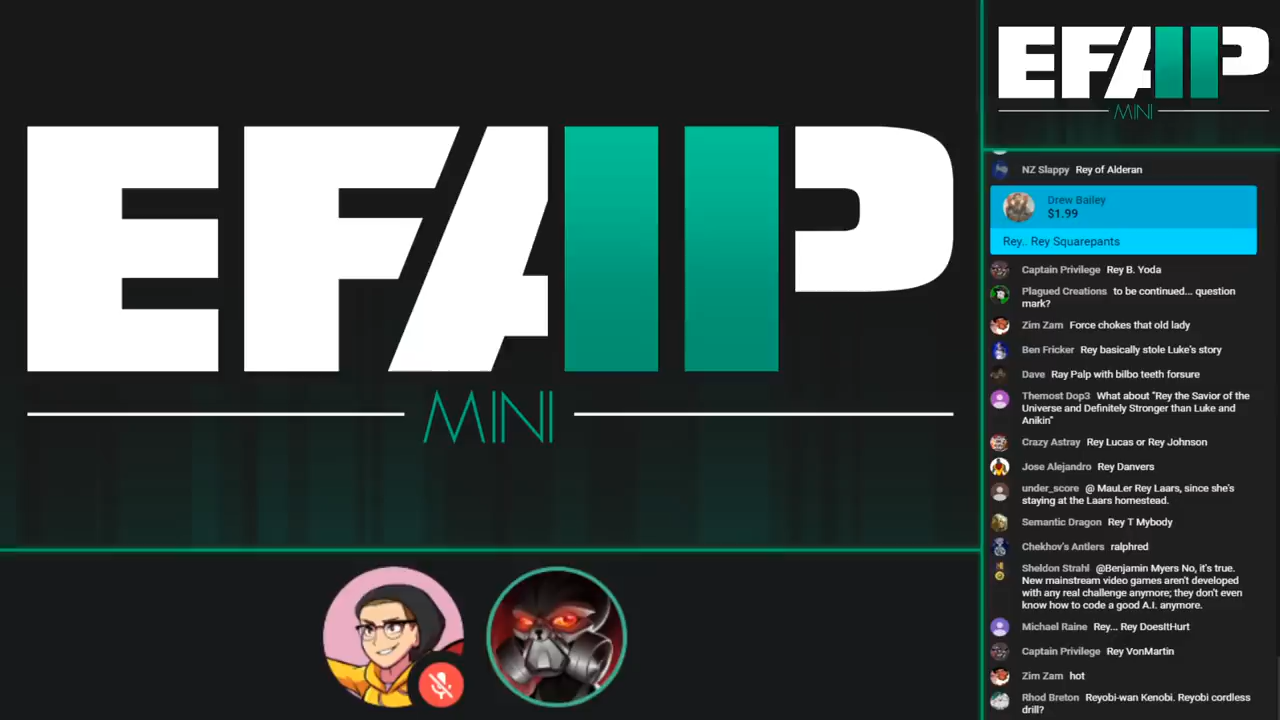 EFAIIP
MINI
EFAIIP
MINI
NZ Slappy Rey of Alderan
Drew Bailey
$1.99
Rey.. Rey Squarepants
Captain Privilege Rey B. Yoda
Plagued Creations to be continued... question
mark?
Zim Zam Force chokes that old lady
Ben Fricker Rey basically stole Luke's story
Dave Ray Palp with bilbo teeth forsure
Themost Dop3 What about "Rey the Savior of the
Universe and Definitely Stronger than Luke and
Anikin"
Crazy Astray Rey Lucas or Rey Johnson
Jose Alejandro Rey Danvers
under_score @ MauLer Rey Laars, since she's
staying at the Laars homestead.
Semantic Dragon Rey T Mybody
Chekhov's Antlers ralphred
Sheldon Strahl @Benjamin Myers No, it's true.
New mainstream video games aren't developed
with any real challenge anymore; they don't even
know how to code a good A.I. anymore.
Michael Raine Rey... Rey DoesItHurt
Captain Privilege Rey VonMartin
Zim Zam hot
Rhod Breton Reyobi-wan Kenobi. Reyobi cordless
drill?